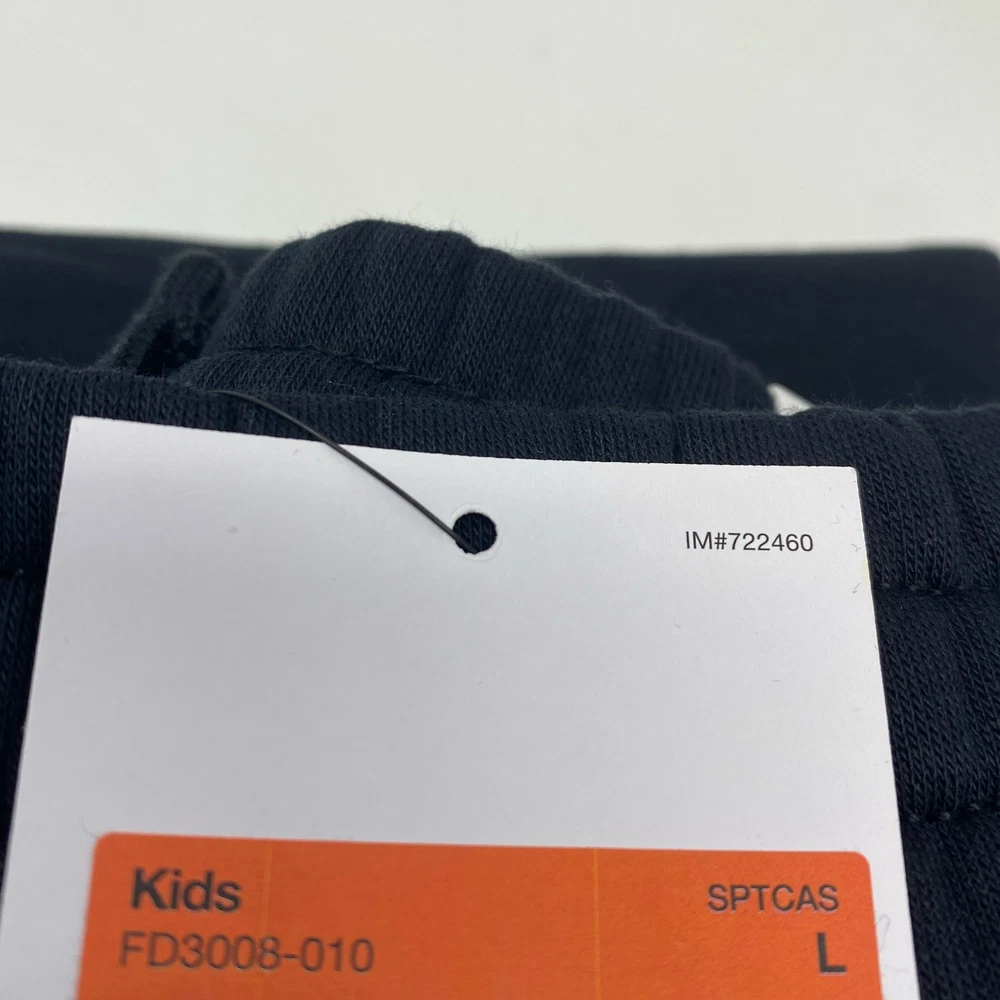 IM#722460
Kids
SPTCAS
FD3008-010
L